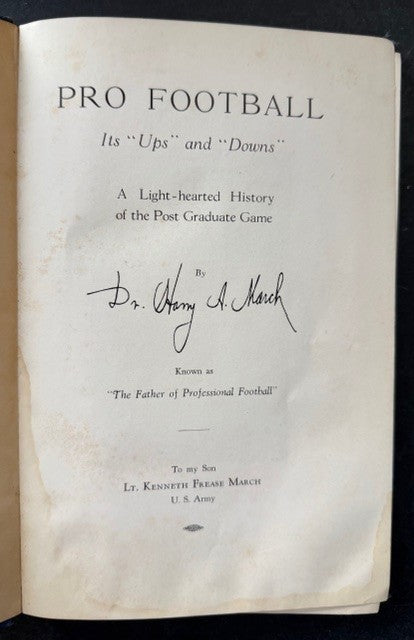 PRO FOOTBALL
Its "Ups" and "Downs"
A Light-hearted History
of the Post Graduate Game
By
Dr. Harry A. March
Known as
"The Father of Professional Football"
To my Son
LT. KENNETH FREASE MARCH
U. S. Army